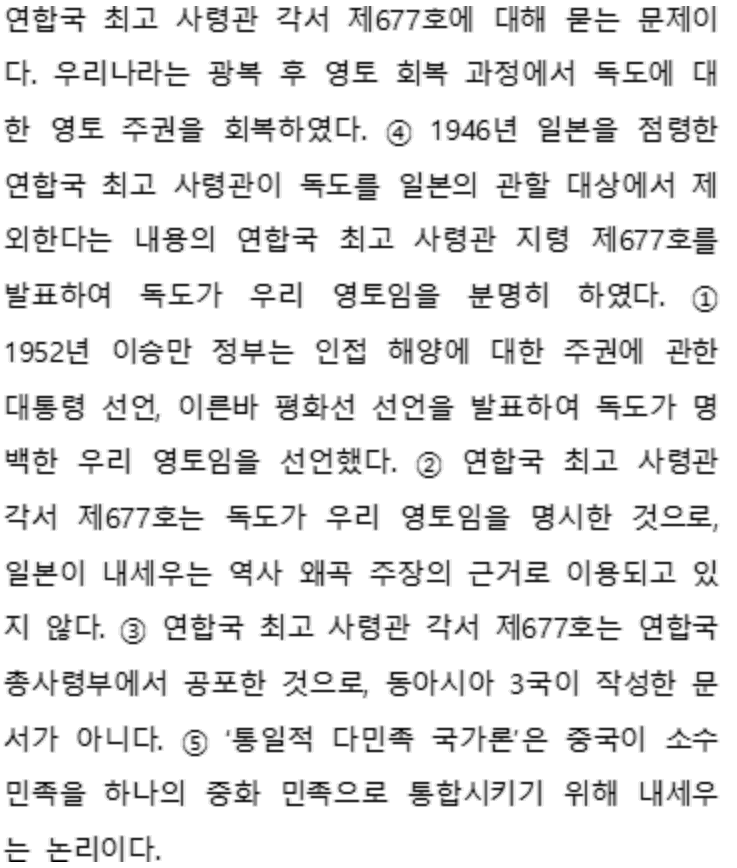 연합국 최고 사령관 각서 제677호에 대해 묻는 문제이
다. 우리나라는 광복 후 영토 회복 과정에서 독도에 대
한 영토 주권을 회복하였다. ④ 1946년 일본을 점령한
연합국 최고 사령관이 독도를 일본의 관할 대상에서 제
외한다는 내용의 연합국 최고 사령관 지령 제677호를
발표하여 독도가 우리 영토임을 분명히 하였다. ①
1952년 이승만 정부는 인접 해양에 대한 주권에 관한
대통령 선언, 이른바 평화선 선언을 발표하여 독도가 명
백한 우리 영토임을 선언했다. ② 연합국 최고 사령관
각서 제677호는 독도가 우리 영토임을 명시한 것으로,
일본이 내세우는 역사 왜곡 주장의 근거로 이용되고 있
지 않다. ③ 연합국 최고 사령관 각서 제677호는 연합국
총사령부에서 공포한 것으로, 동아시아 3국이 작성한 문
서가 아니다. ⑤ ‘통일적 다민족 국가론’은 중국이 소수
민족을 하나의 중화 민족으로 통합시키기 위해 내세우
는 논리이다.